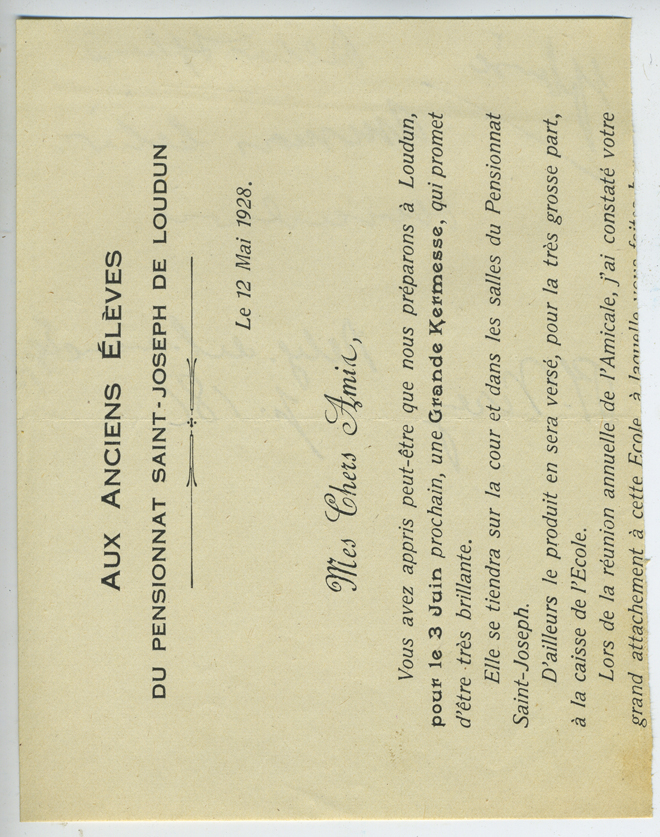 AUX ANCIENS ÉLÈVES
DU PENSIONNAT SAINT-JOSEPH DE LOUDUN
Le 12 Mai 1928.
Mes Chers Amis,
Vous avez appris peut-être que nous préparons à Loudun,
pour le 3 Juin prochain, une Grande Kermesse, qui promet
d'être très brillante.
Elle se tiendra sur la cour et dans les salles du Pensionnat
Saint-Joseph.
D'ailleurs le produit en sera versé, pour la très grosse part,
à la caisse de l'Ecole.
Lors de la réunion annuelle de l'Amicale, j'ai constaté votre
grand attachement à cette Ecole à laquelle vous faites